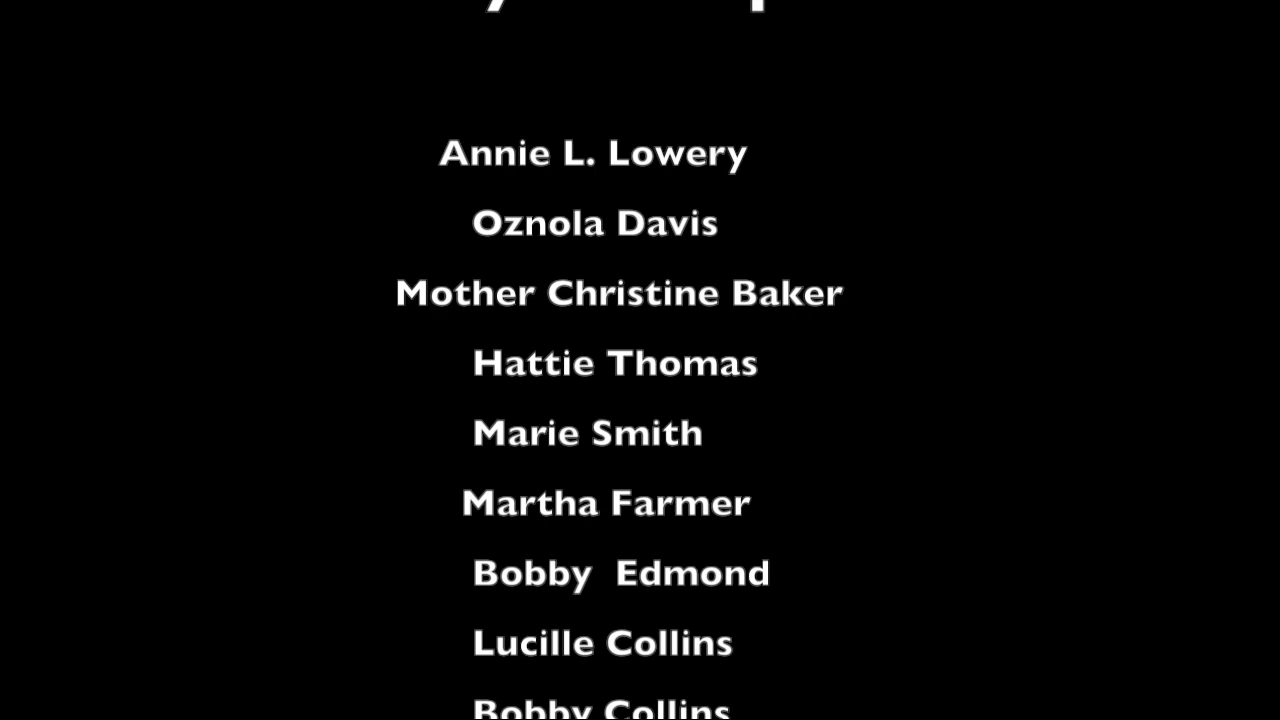 Annie L. Lowery
Oznola Davis
Mother Christine Baker
Hattie Thomas
Marie Smith
Martha Farmer
Bobby  Edmond
Lucille Collins
Bobby Collins